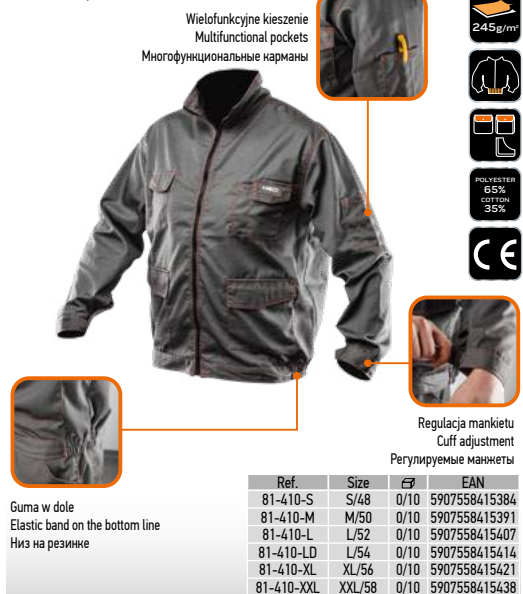 Wielofunkcyjne kieszenie
Multifunctional pockets
Многофункциональные карманы
245g/m²
POLYESTER
65%
COTTON
35%
CE
NEO
Regulacja mankietu
Cuff adjustment
Регулируемые манжеты
Guma w dole
Elastic band on the bottom line
Низ на резинке
Ref. Size EAN
81-410-S S/48 0/10 5907558415384
81-410-M M/50 0/10 5907558415391
81-410-L L/52 0/10 5907558415407
81-410-LD L/54 0/10 5907558415414
81-410-XL XL/56 0/10 5907558415421
81-410-XXL XXL/58 0/10 5907558415438